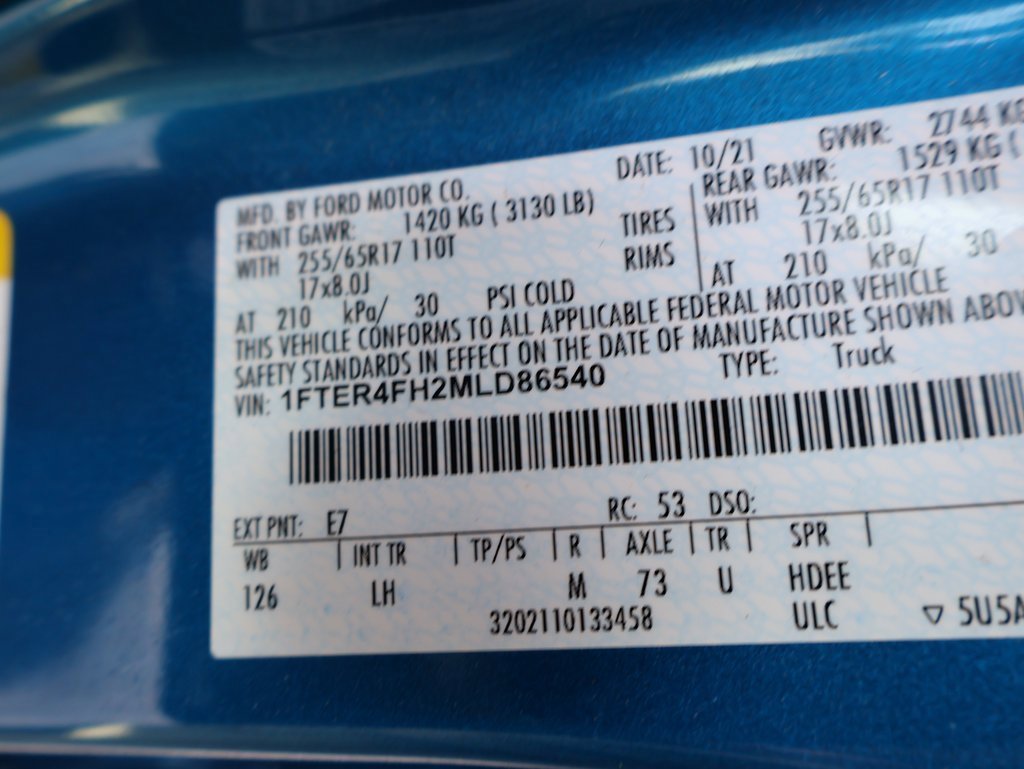 MFD. BY FORD MOTOR CO. DATE: 10/21 GVWR: 2744 KG
FRONT GAWR: 1420 KG ( 3130 LB) REAR GAWR: 1529 KG (
WITH 255/65R17 110T TIRES WITH 255/65R17 110T
17x8.0J RIMS 17x8.0J
AT 210 kPa/ 30 PSI COLD AT 210 kPa/ 30
THIS VEHICLE CONFORMS TO ALL APPLICABLE FEDERAL MOTOR VEHICLE
SAFETY STANDARDS IN EFFECT ON THE DATE OF MANUFACTURE SHOWN ABOV
VIN: 1FTER4FH2MLD86540 TYPE: Truck
EXT PNT: E7 RC: 53 DSO:
WB | INT TR | TP/PS | R | AXLE | TR | SPR |
126 LH M 73 U HDEE
3202110133458 ULC ▽ 5U5A